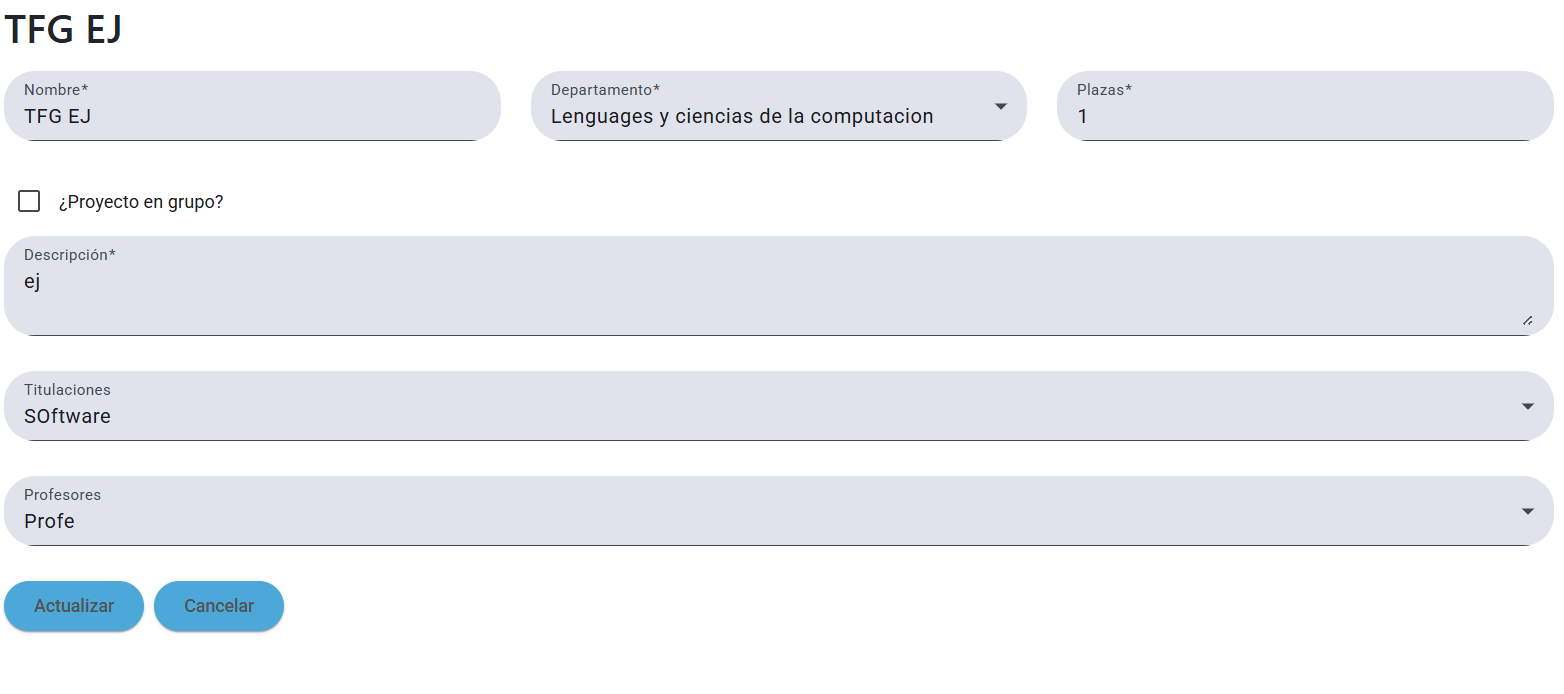 TFG EJ
Nombre* Departamento* Plazas*
TFG EJ Lenguages y ciencias de la computacion 1
¿Proyecto en grupo?
Descripción*
ej
Titulaciones
SOftware
Profesores
Profe
Actualizar Cancelar